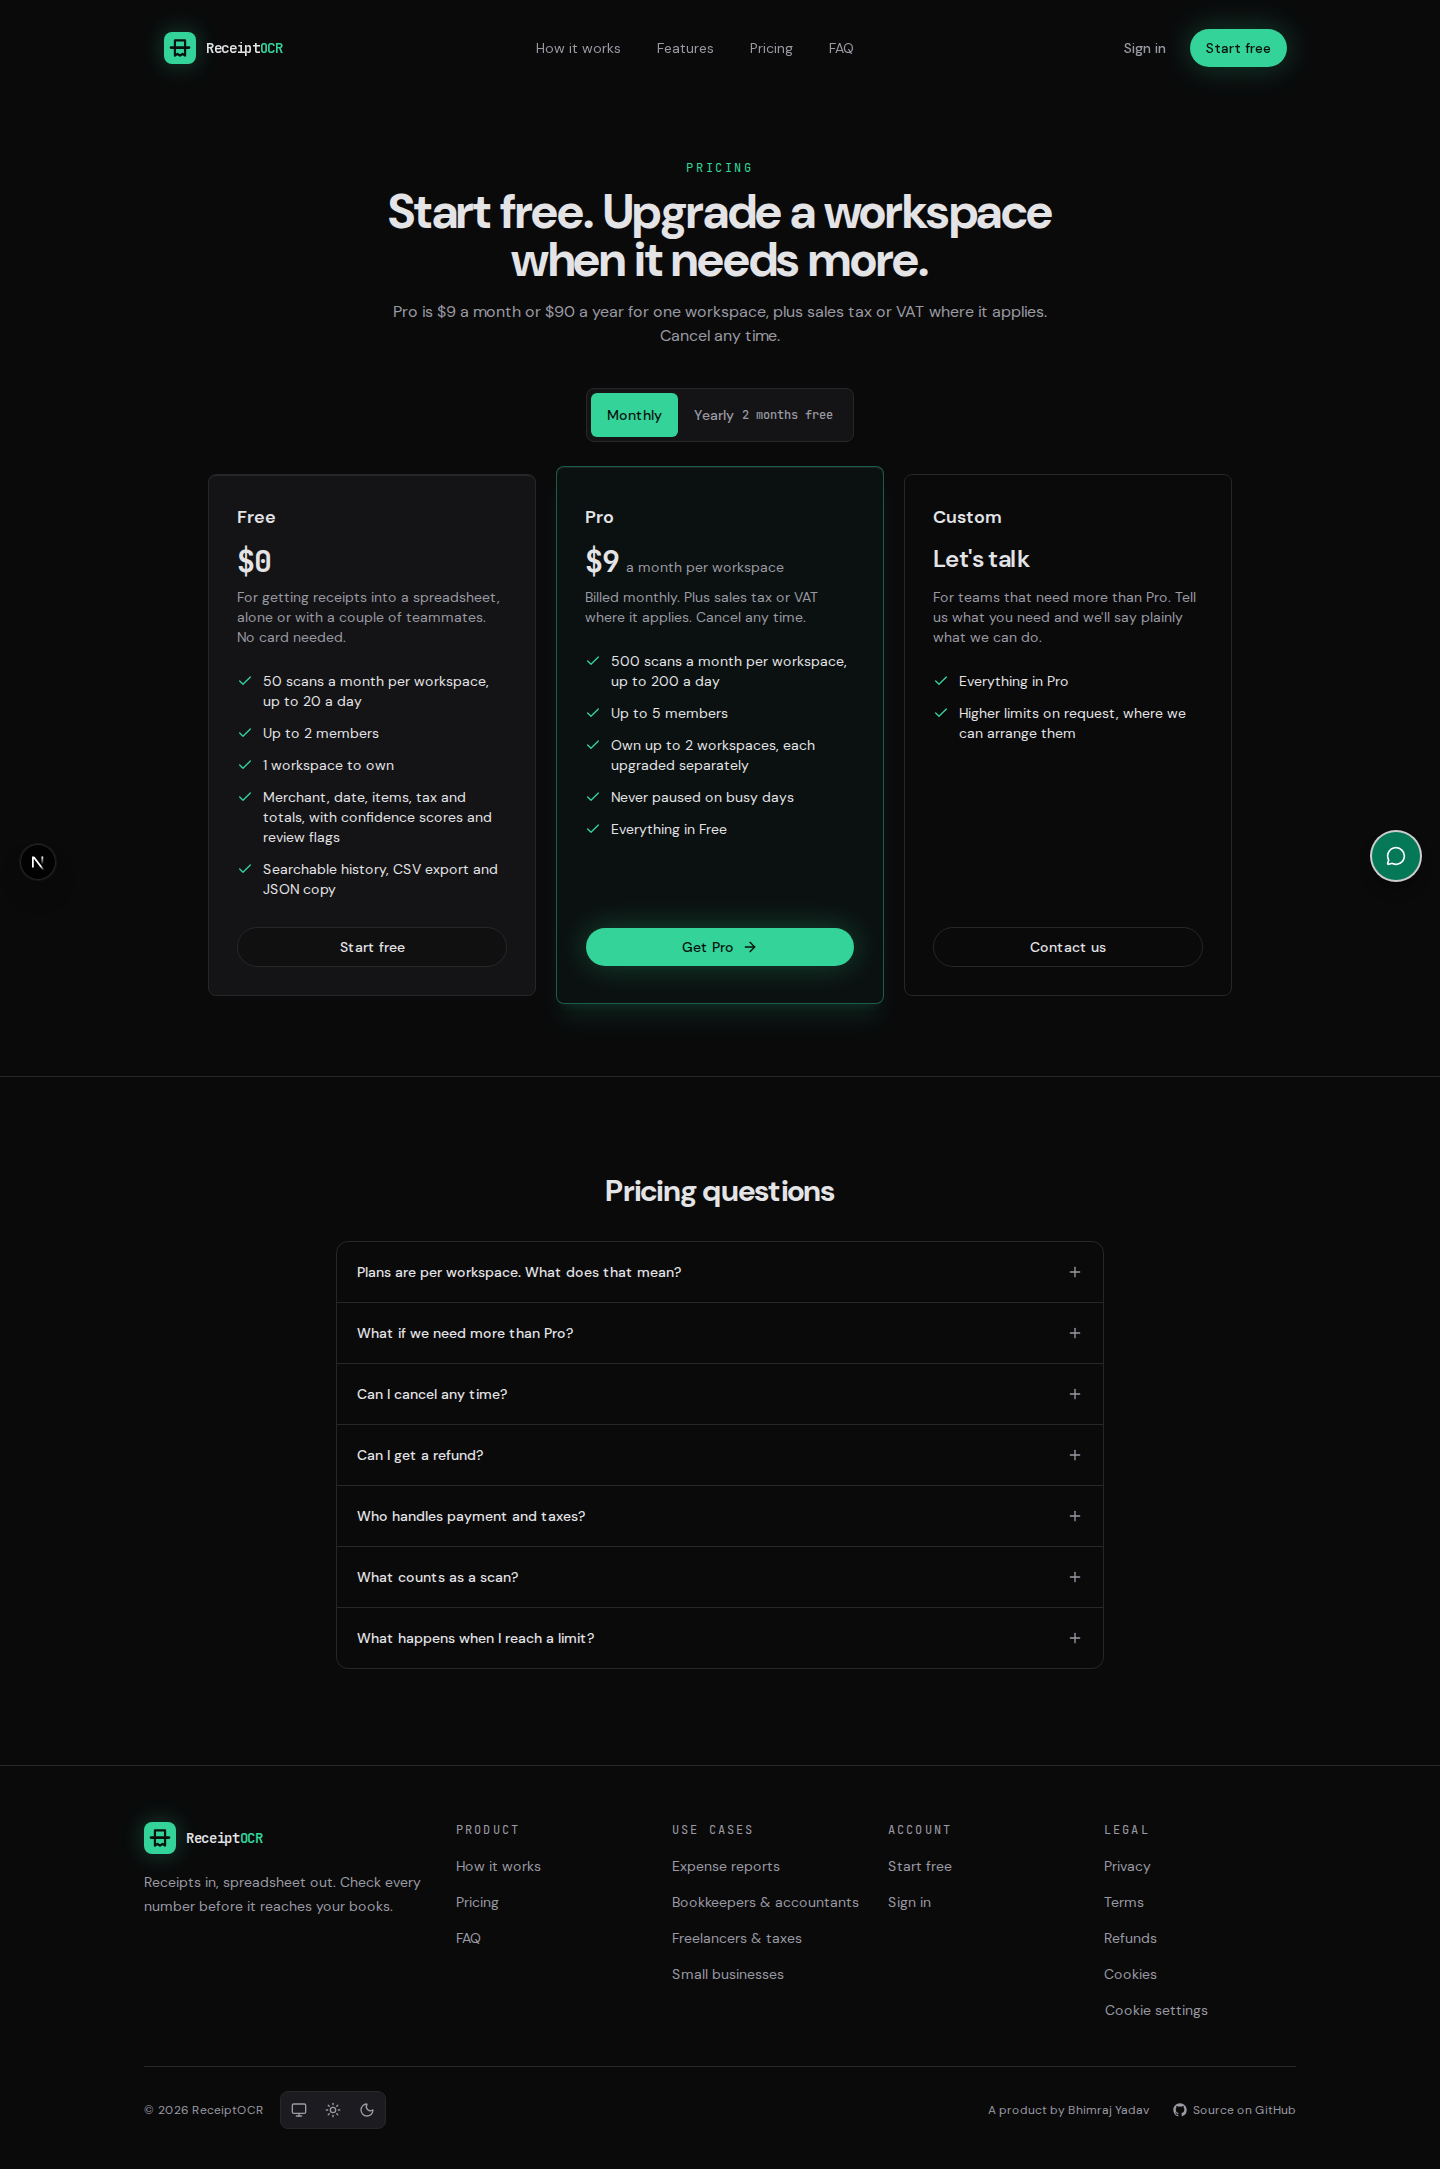 ReceiptOCR
How it works
Features
Pricing
FAQ
Sign in
Start free
PRICING
Start free. Upgrade a workspace
when it needs more.
Pro is $9 a month or $90 a year for one workspace, plus sales tax or VAT where it applies.
Cancel any time.
Monthly
Yearly 2 months free
Free
$0
For getting receipts into a spreadsheet,
alone or with a couple of teammates.
No card needed.
50 scans a month per workspace,
up to 20 a day
Up to 2 members
1 workspace to own
Merchant, date, items, tax and
totals, with confidence scores and
review flags
Searchable history, CSV export and
JSON copy
Start free
Pro
$9 a month per workspace
Billed monthly. Plus sales tax or VAT
where it applies. Cancel any time.
500 scans a month per workspace,
up to 200 a day
Up to 5 members
Own up to 2 workspaces, each
upgraded separately
Never paused on busy days
Everything in Free
Get Pro
Custom
Let's talk
For teams that need more than Pro. Tell
us what you need and we'll say plainly
what we can do.
Everything in Pro
Higher limits on request, where we
can arrange them
Contact us
N
Pricing questions
Plans are per workspace. What does that mean?
What if we need more than Pro?
Can I cancel any time?
Can I get a refund?
Who handles payment and taxes?
What counts as a scan?
What happens when I reach a limit?
ReceiptOCR
Receipts in, spreadsheet out. Check every
number before it reaches your books.
PRODUCT
How it works
Pricing
FAQ
USE CASES
Expense reports
Bookkeepers & accountants
Freelancers & taxes
Small businesses
ACCOUNT
Start free
Sign in
LEGAL
Privacy
Terms
Refunds
Cookies
Cookie settings
© 2026 ReceiptOCR
A product by Bhimraj Yadav
Source on GitHub